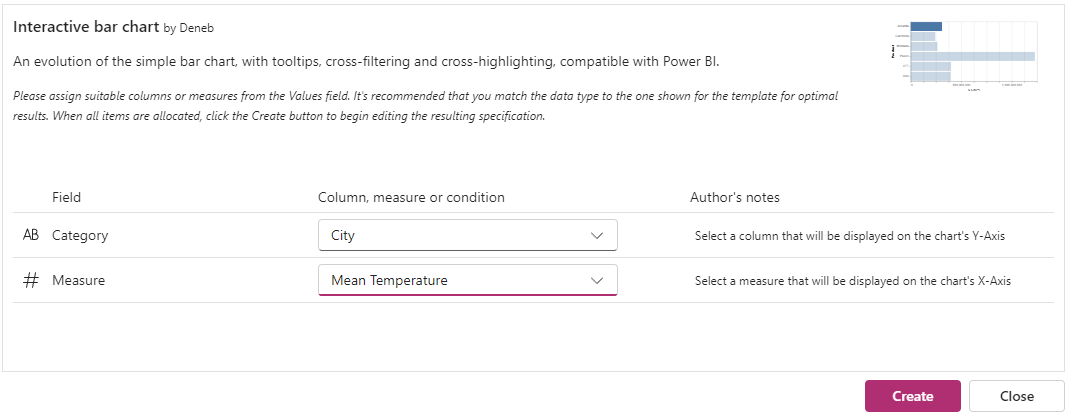 Interactive bar chart by Deneb
An evolution of the simple bar chart, with tooltips, cross-filtering and cross-highlighting, compatible with Power BI.
Please assign suitable columns or measures from the Values field. It's recommended that you match the data type to the one shown for the template for optimal
results. When all items are allocated, click the Create button to begin editing the resulting specification.
Field Column, measure or condition Author's notes
AB Category City Select a column that will be displayed on the chart's Y-Axis
# Measure Mean Temperature Select a measure that will be displayed on the chart's X-Axis
Create Close